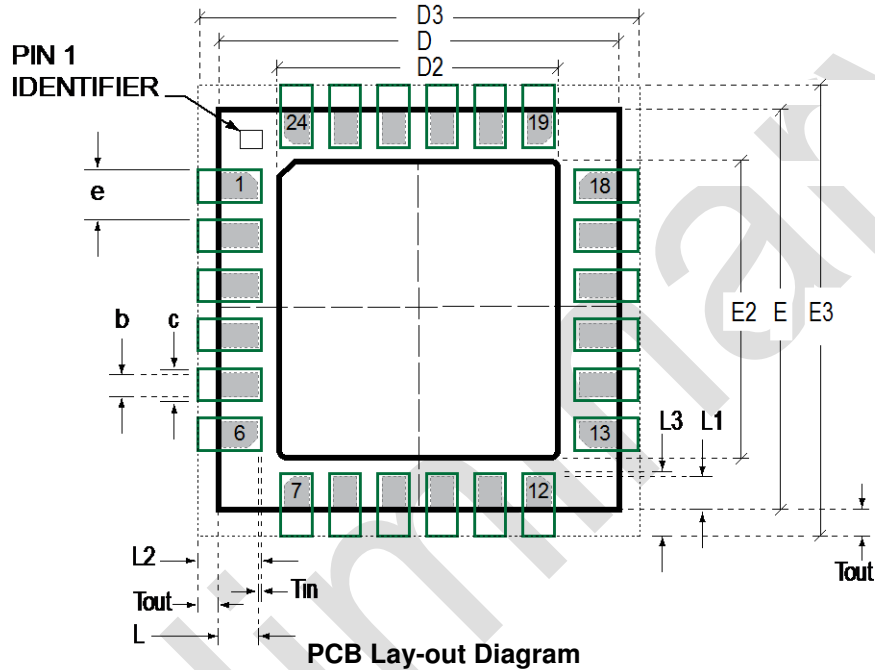 D3
D
D2
PIN 1
IDENTIFIER
24
19
1
18
e
E2
E
E3
b
c
6
13
L3
L1
7
12
L2
Tin
Tout
Tout
L
PCB Lay-out Diagram